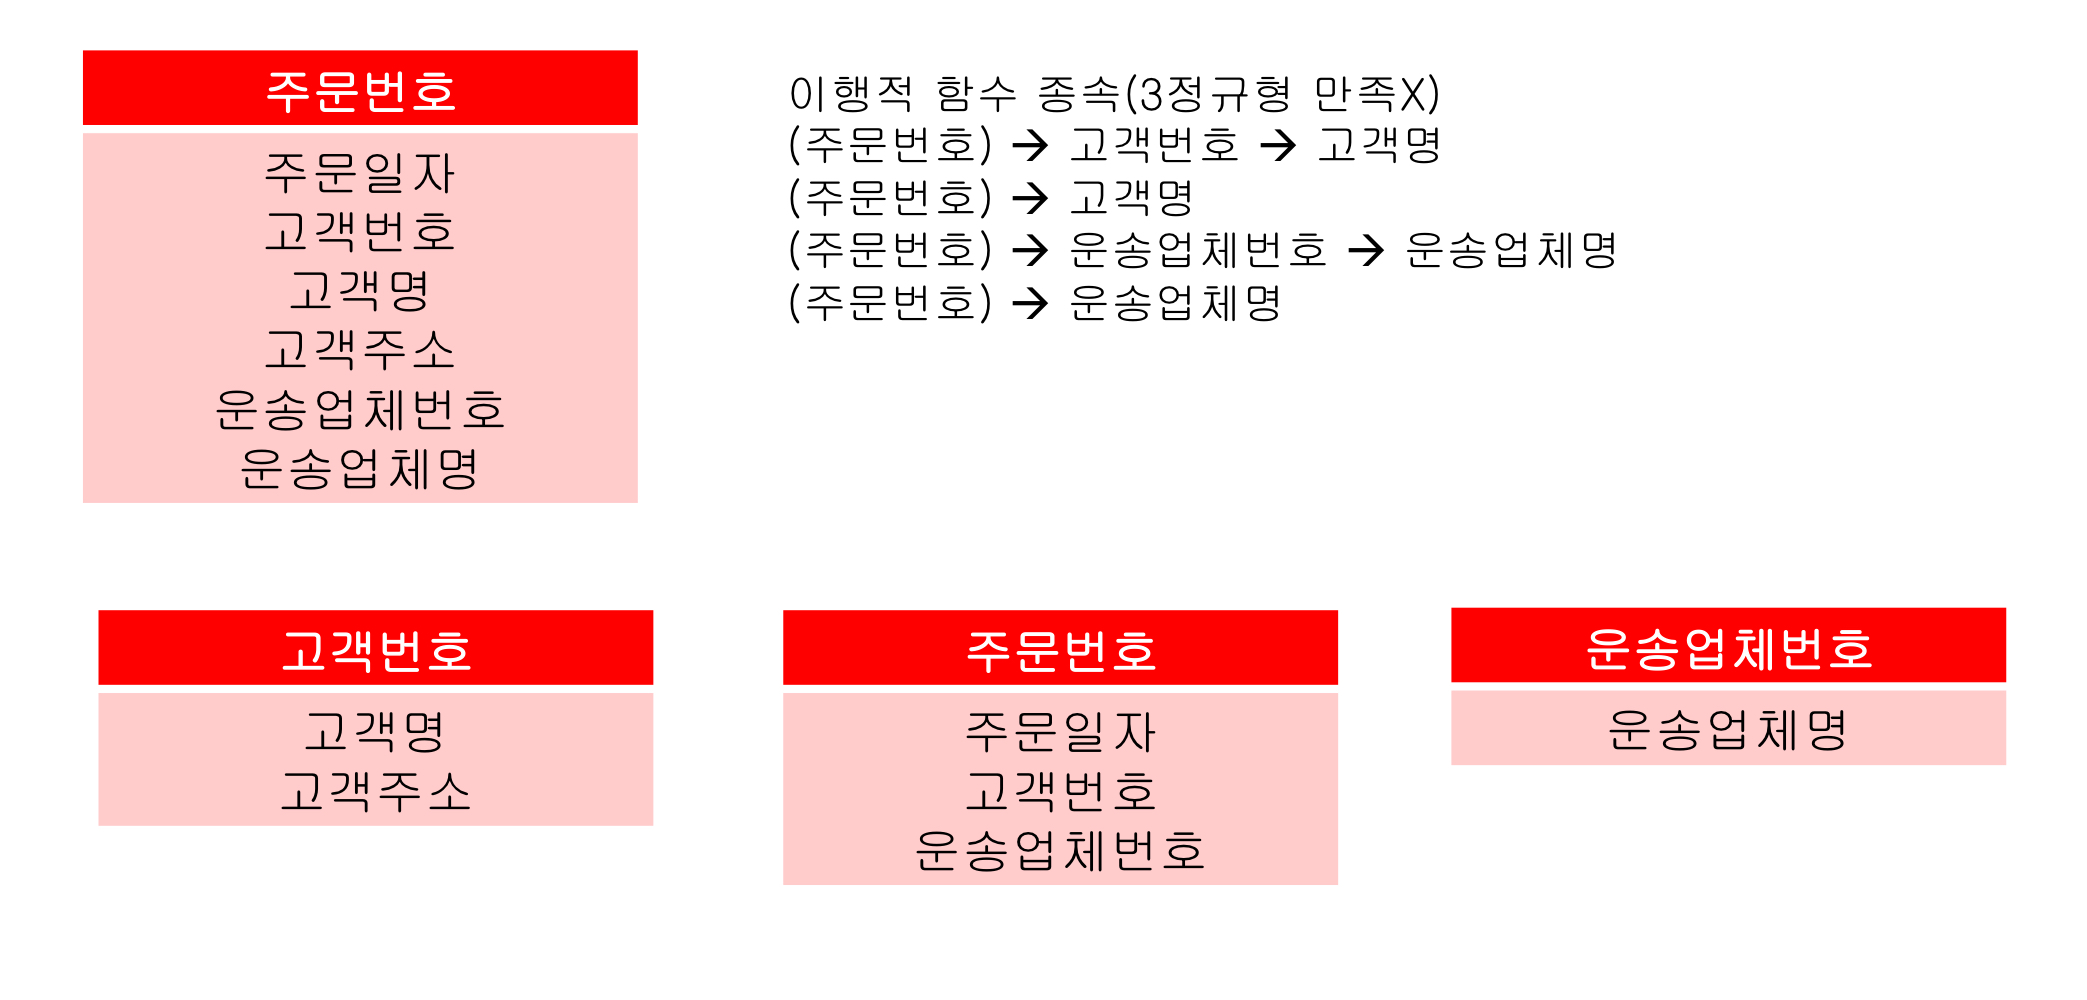 주문번호
주문일자
고객번호
고객명
고객주소
운송업체번호
운송업체명
이행적 함수 종속(3정규형 만족X)
(주문번호) → 고객번호 → 고객명
(주문번호) → 고객명
(주문번호) → 운송업체번호 → 운송업체명
(주문번호) → 운송업체명
고객번호
고객명
고객주소
주문번호
주문일자
고객번호
운송업체번호
운송업체번호
운송업체명